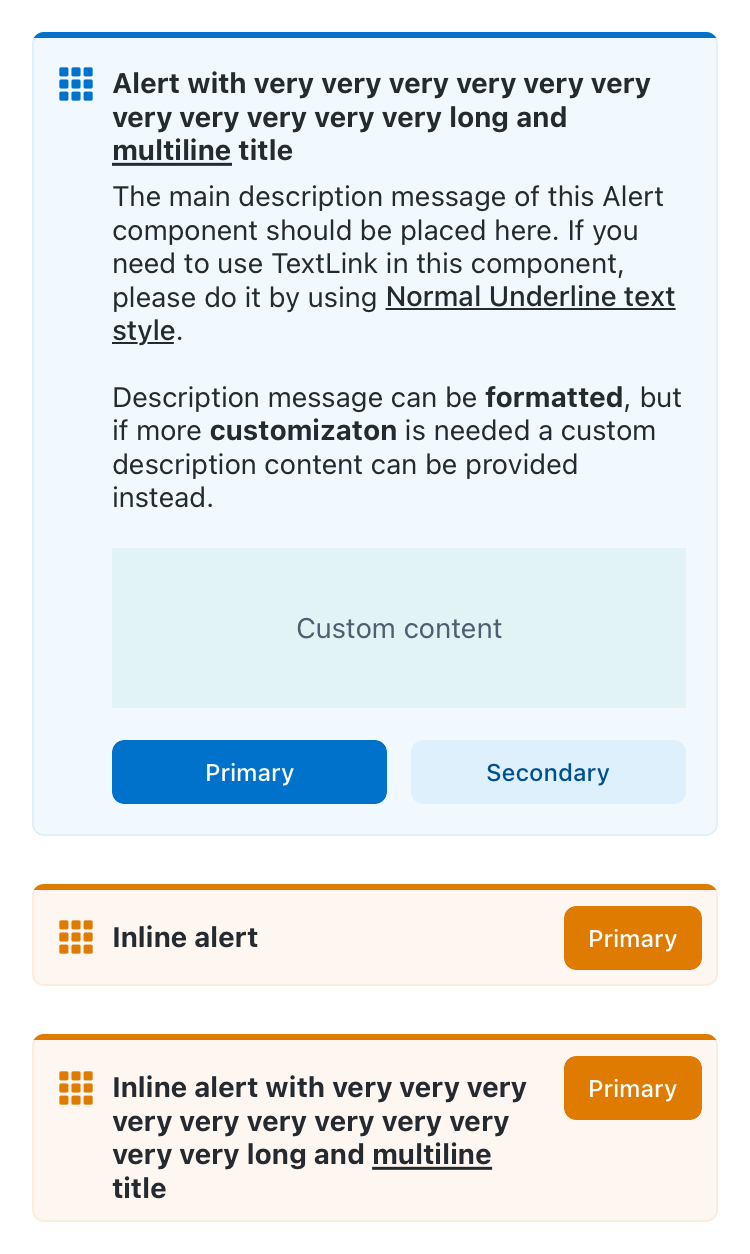 Alert with very very very very very very
very very very very very long and
multiline title
The main description message of this Alert
component should be placed here. If you
need to use TextLink in this component,
please do it by using Normal Underline text
style.
Description message can be formatted, but
if more customizaton is needed a custom
description content can be provided
instead.
Custom content
Primary
Secondary
Inline alert
Primary
Inline alert with very very very
very very very very very very
very very long and multiline
title
Primary